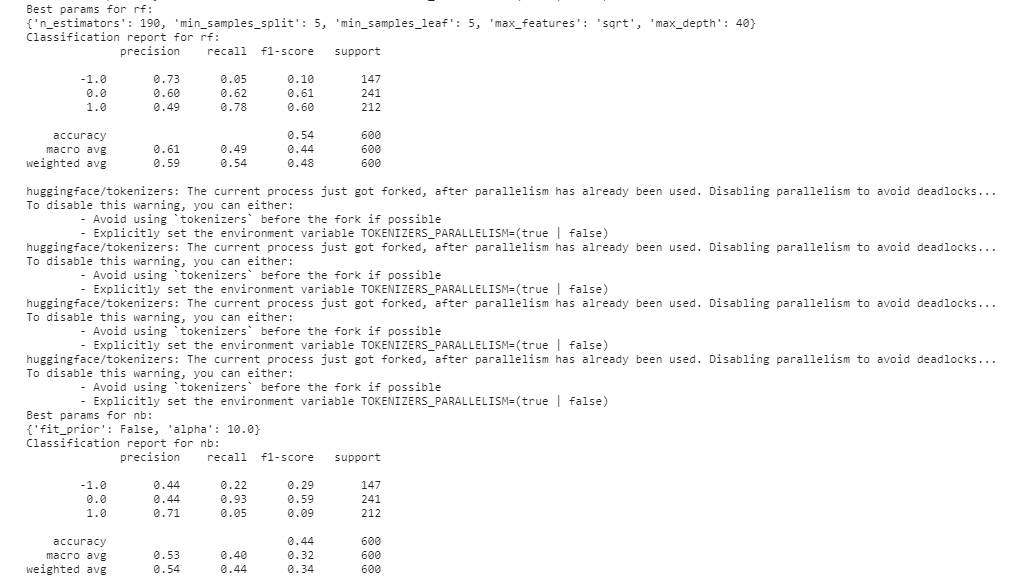 Best params for rf:
{'n_estimators': 190, 'min_samples_split': 5, 'min_samples_leaf': 5, 'max_features': 'sqrt', 'max_depth': 40}
Classification report for rf:
              precision    recall  f1-score   support

        -1.0       0.73      0.05      0.10       147
         0.0       0.60      0.62      0.61       241
         1.0       0.49      0.78      0.60       212

    accuracy                           0.54       600
   macro avg       0.61      0.49      0.44       600
weighted avg       0.59      0.54      0.48       600

huggingface/tokenizers: The current process just got forked, after parallelism has already been used. Disabling parallelism to avoid deadlocks...
To disable this warning, you can either:
	- Avoid using `tokenizers` before the fork if possible
	- Explicitly set the environment variable TOKENIZERS_PARALLELISM=(true | false)
huggingface/tokenizers: The current process just got forked, after parallelism has already been used. Disabling parallelism to avoid deadlocks...
To disable this warning, you can either:
	- Avoid using `tokenizers` before the fork if possible
	- Explicitly set the environment variable TOKENIZERS_PARALLELISM=(true | false)
huggingface/tokenizers: The current process just got forked, after parallelism has already been used. Disabling parallelism to avoid deadlocks...
To disable this warning, you can either:
	- Avoid using `tokenizers` before the fork if possible
	- Explicitly set the environment variable TOKENIZERS_PARALLELISM=(true | false)
huggingface/tokenizers: The current process just got forked, after parallelism has already been used. Disabling parallelism to avoid deadlocks...
To disable this warning, you can either:
	- Avoid using `tokenizers` before the fork if possible
	- Explicitly set the environment variable TOKENIZERS_PARALLELISM=(true | false)
Best params for nb:
{'fit_prior': False, 'alpha': 10.0}
Classification report for nb:
              precision    recall  f1-score   support

        -1.0       0.44      0.22      0.29       147
         0.0       0.44      0.93      0.59       241
         1.0       0.71      0.05      0.09       212

    accuracy                           0.44       600
   macro avg       0.53      0.40      0.32       600
weighted avg       0.54      0.44      0.34       600